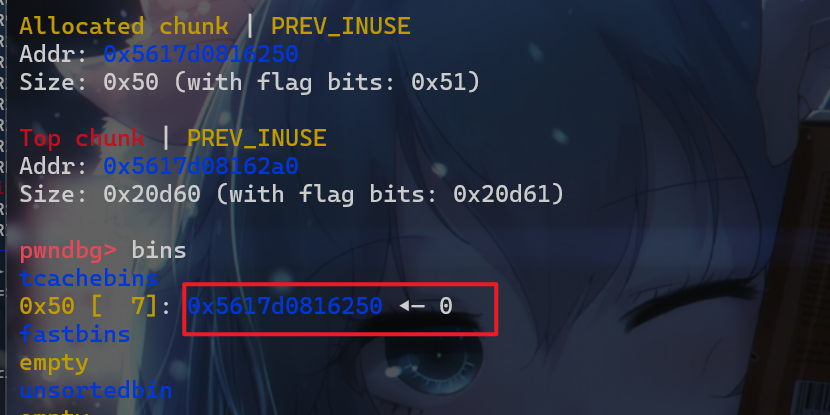 Allocated chunk | PREV_INUSE
Addr: 0x5617d0816250
Size: 0x50 (with flag bits: 0x51)
Top chunk | PREV_INUSE
Addr: 0x5617d08162a0
Size: 0x20d60 (with flag bits: 0x20d61)
pwndbg> bins
tcachebins
0x50 [  7]: 0x5617d0816250 ◂— 0
fastbins
empty
unsortedbin
empty